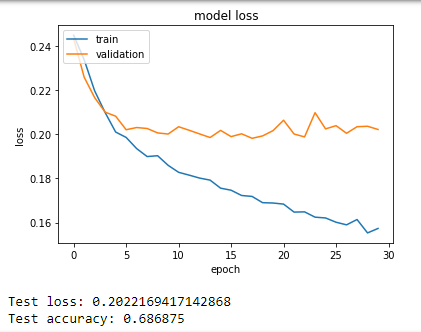 model loss
train
validation
0.24
0.22
0.20
0.18
0.16
loss
0 5 10 15 20 25 30
epoch
Test loss: 0.2022169417142868
Test accuracy: 0.686875